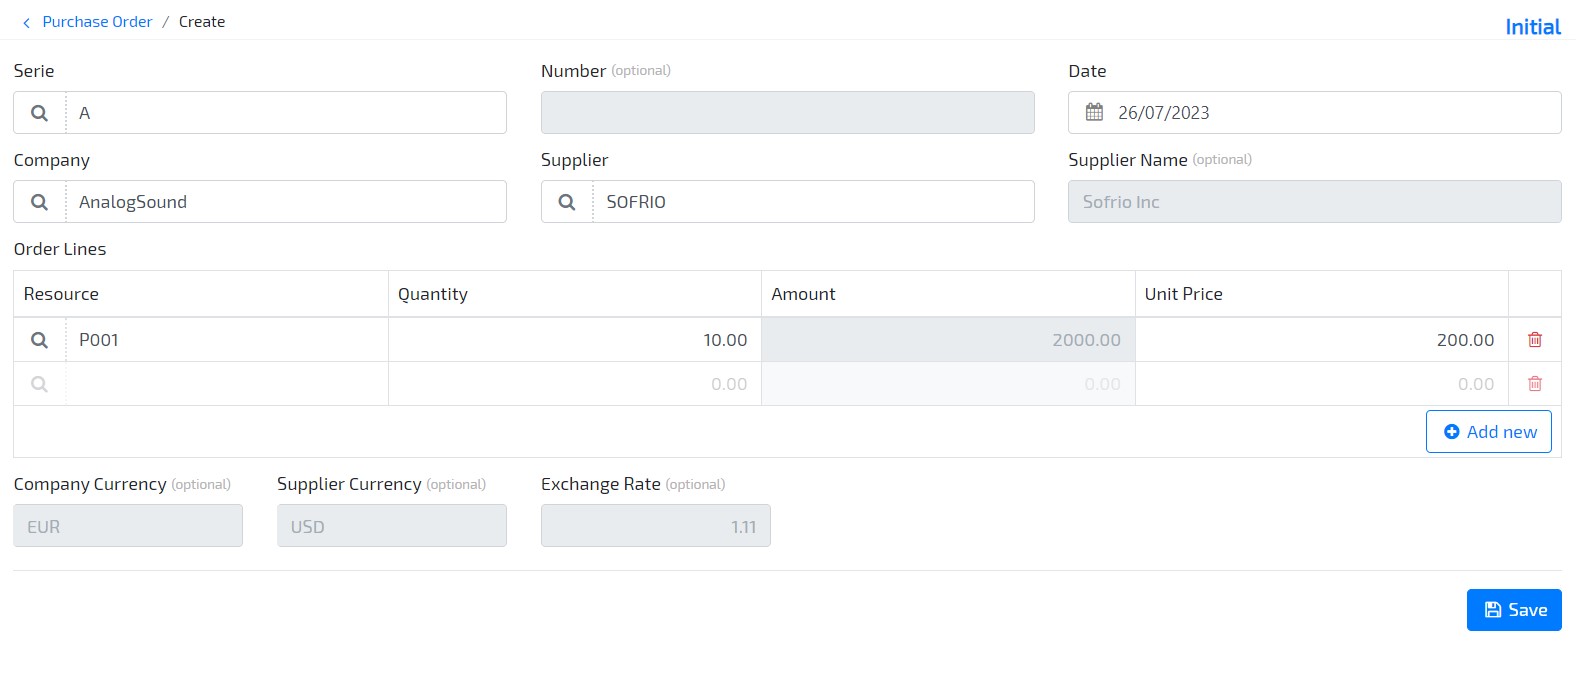 Purchase Order / Create
Initial
Serie
Number (optional)
Date
A
26/07/2023
Company
Supplier
Supplier Name (optional)
AnalogSound
SOFRIO
Sofrio Inc
Order Lines
Resource Quantity Amount Unit Price
P001 10.00 2000.00 200.00
0.00 0.00 0.00
Add new
Company Currency (optional)
Supplier Currency (optional)
Exchange Rate (optional)
EUR
USD
1.11
Save